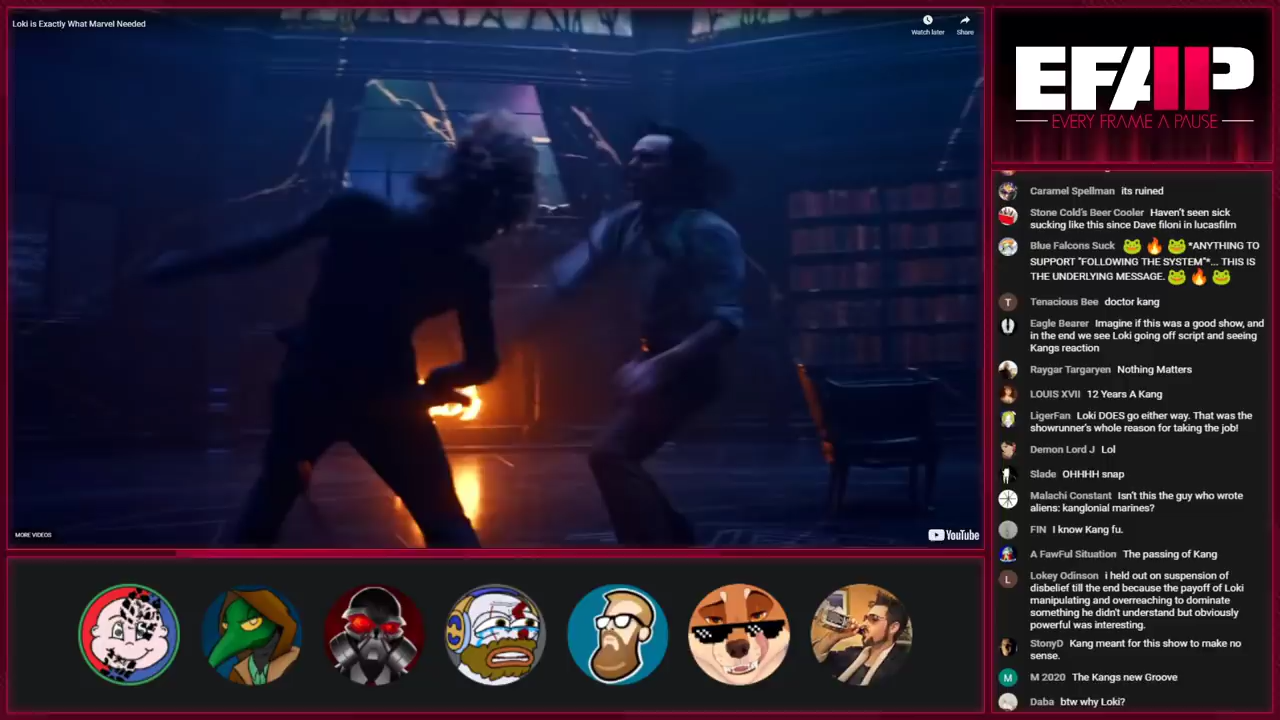 Loki is Exactly What Marvel Needed
Watch later
Share
MORE VIDEOS
YouTube
EFAP
EVERY FRAME A PAUSE
Caramel Spellman its ruined
Stone Cold's Beer Cooler Haven't seen sick
sucking like this since Dave filoni in lucasfilm
Blue Falcons Suck 🐸 🔥 🐸 *ANYTHING TO
SUPPORT "FOLLOWING THE SYSTEM"*... THIS IS
THE UNDERLYING MESSAGE. 🐸 🔥 🐸
T
Tenacious Bee doctor kang
Eagle Bearer Imagine if this was a good show, and
in the end we see Loki going off script and seeing
Kangs reaction
Raygar Targaryen Nothing Matters
LOUIS XVII 12 Years A Kang
LigerFan Loki DOES go either way. That was the
showrunner's whole reason for taking the job!
Demon Lord J Lol
Slade OHHHH snap
Malachi Constant Isn't this the guy who wrote
aliens: kanglonial marines?
FIN I know Kang fu.
A FawFul Situation The passing of Kang
L
Lokey Odinson i held out on suspension of
disbelief till the end because the payoff of Loki
manipulating and overreaching to dominate
something he didn't understand but obviously
powerful was interesting.
StonyD Kang meant for this show to make no
sense.
M
M 2020 The Kangs new Groove
Daba btw why Loki?